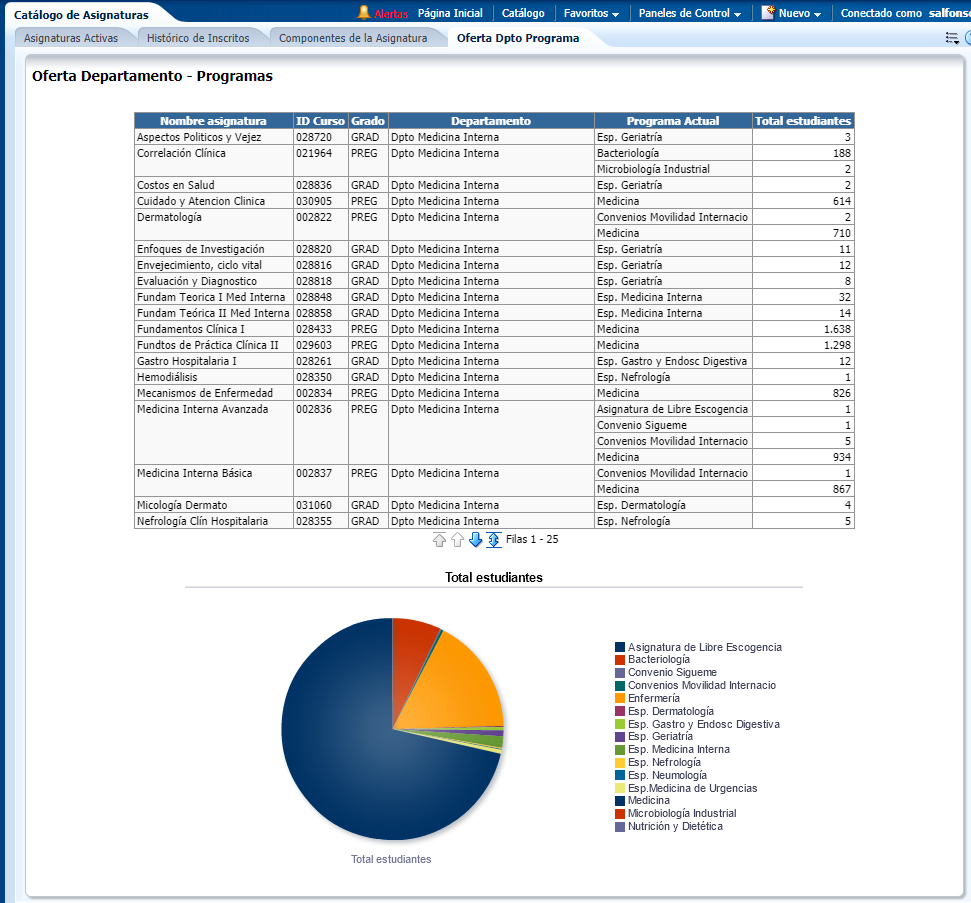 Catálogo de Asignaturas
Alertas Página Inicial Catálogo Favoritos Paneles de Control Nuevo Conectado como salfonso
Asignaturas Activas Histórico de Inscritos Componentes de la Asignatura Oferta Dpto Programa
Oferta Departamento - Programas
Nombre asignatura ID Curso Grado Departamento Programa Actual Total estudiantes
Aspectos Politicos y Vejez 028720 GRAD Dpto Medicina Interna Esp. Geriatría 3
Correlación Clínica 021964 PREG Dpto Medicina Interna Bacteriología 188
Microbiología Industrial 2
Costos en Salud 028836 GRAD Dpto Medicina Interna Esp. Geriatría 2
Cuidado y Atencion Clinica 030905 PREG Dpto Medicina Interna Medicina 614
Dermatología 002822 PREG Dpto Medicina Interna Convenios Movilidad Internacio 2
Medicina 710
Enfoques de Investigación 028820 GRAD Dpto Medicina Interna Esp. Geriatría 11
Envejecimiento, ciclo vital 028816 GRAD Dpto Medicina Interna Esp. Geriatría 12
Evaluación y Diagnostico 028818 GRAD Dpto Medicina Interna Esp. Geriatría 8
Fundam Teorica I Med Interna 028848 GRAD Dpto Medicina Interna Esp. Medicina Interna 32
Fundam Teórica II Med Interna 028858 GRAD Dpto Medicina Interna Esp. Medicina Interna 14
Fundamentos Clínica I 028433 PREG Dpto Medicina Interna Medicina 1.638
Fundtos de Práctica Clínica II 029603 PREG Dpto Medicina Interna Medicina 1.298
Gastro Hospitalaria I 028261 GRAD Dpto Medicina Interna Esp. Gastro y Endosc Digestiva 12
Hemodiálisis 028350 GRAD Dpto Medicina Interna Esp. Nefrología 1
Mecanismos de Enfermedad 002834 PREG Dpto Medicina Interna Medicina 826
Medicina Interna Avanzada 002836 PREG Dpto Medicina Interna Asignatura de Libre Escogencia 1
Convenio Sigueme 1
Convenios Movilidad Internacio 5
Medicina 934
Medicina Interna Básica 002837 PREG Dpto Medicina Interna Convenios Movilidad Internacio 1
Medicina 867
Micología Dermato 031060 GRAD Dpto Medicina Interna Esp. Dermatología 4
Nefrología Clín Hospitalaria 028355 GRAD Dpto Medicina Interna Esp. Nefrología 5
Filas 1 - 25
Total estudiantes
Asignatura de Libre Escogencia
Bacteriología
Convenio Sigueme
Convenios Movilidad Internacio
Enfermería
Esp. Dermatología
Esp. Gastro y Endosc Digestiva
Esp. Geriatría
Esp. Medicina Interna
Esp. Nefrología
Esp. Neumología
Esp.Medicina de Urgencias
Medicina
Microbiología Industrial
Nutrición y Dietética
Total estudiantes